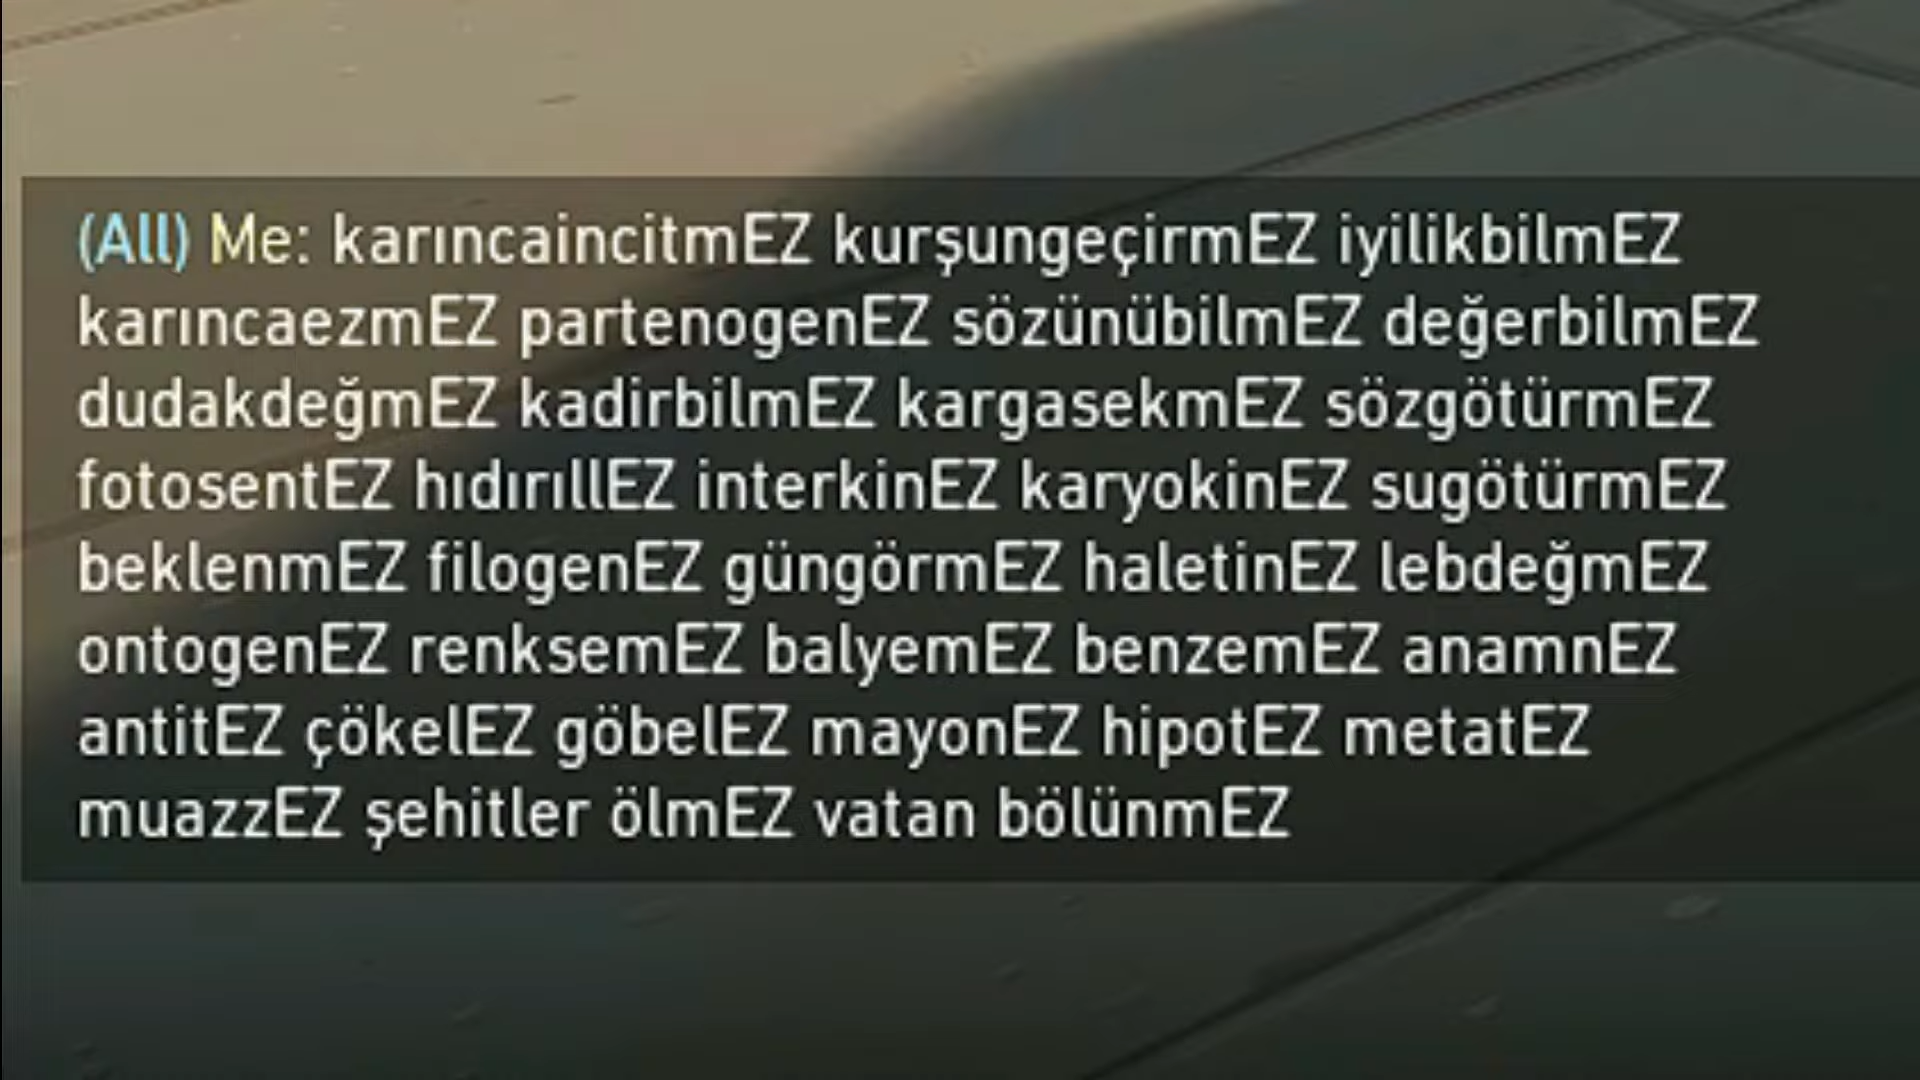 (All) Me: karıncaincitmEZ kurşungeçirmEZ iyilikbilmEZ
karıncaezmEZ partenogenEZ sözünübilmEZ değerbilmEZ
dudakdeğmEZ kadirbilmEZ kargasekmEZ sözgötürmEZ
fotosentEZ hıdırıllEZ interkinEZ karyokinEZ sugötürmEZ
beklenmEZ filogenEZ güngörmEZ haletinEZ lebdeğmEZ
ontogenEZ renksemEZ balyemEZ benzemEZ anamnEZ
antitEZ çökelEZ göbelEZ mayonEZ hipotEZ metatEZ
muazzEZ şehitler ölmEZ vatan bölünmEZ